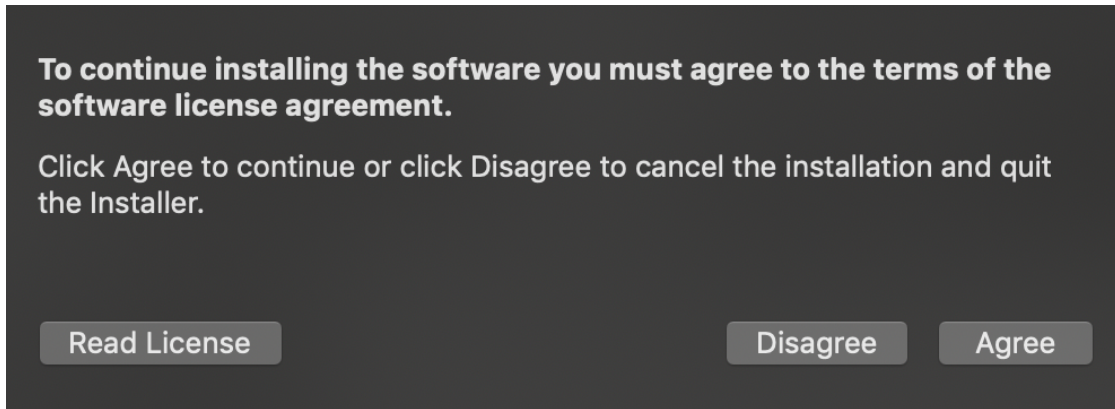 To continue installing the software you must agree to the terms of the
software license agreement.
Click Agree to continue or click Disagree to cancel the installation and quit
the Installer.
Read License
Disagree
Agree